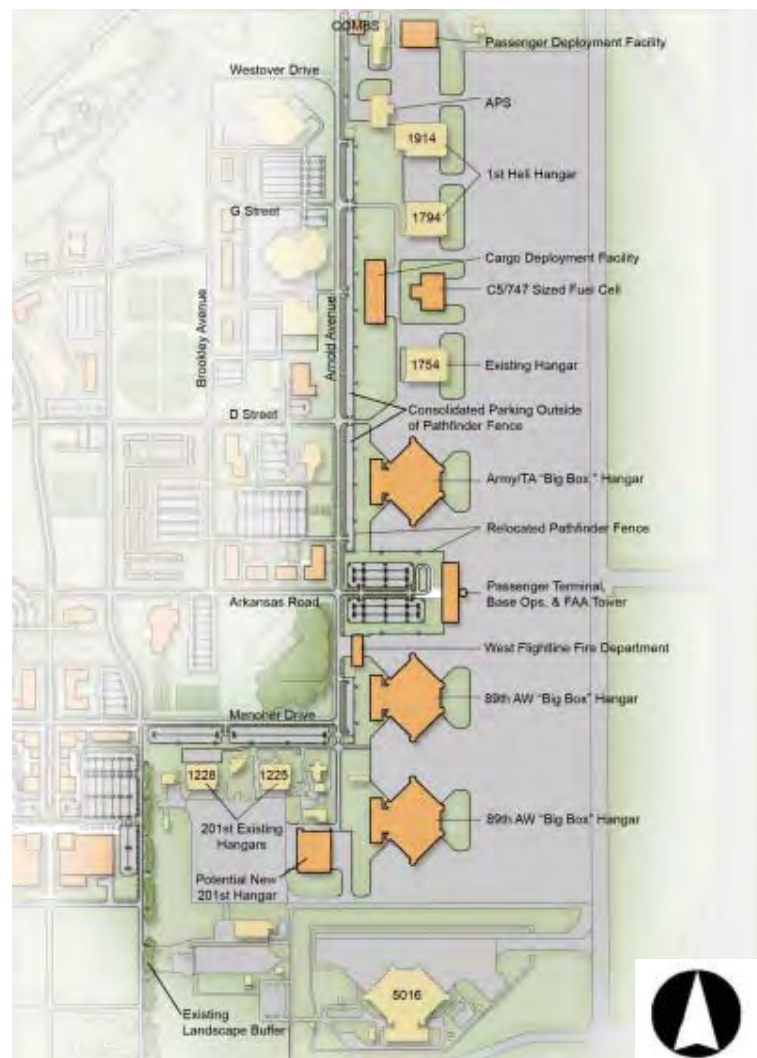 COMBS
Passenger Deployment Facility
Westover Drive
APS
1914
1st Heli Hangar
G Street
1794
Cargo Deployment Facility
C5/747 Sized Fuel Cell
Brookley Avenue
Arnold Avenue
1754
Existing Hangar
D Street
Consolidated Parking Outside
of Pathfinder Fence
Army/TA "Big Box " Hangar
Relocated Pathfinder Fence
Passenger Terminal,
Base Ops, & FAA Tower
Arkansas Road
West Flightline Fire Department
89th AW "Big Box" Hangar
Menoher Drive
1228
1225
201st Existing
Hangars
89th AW "Big Box" Hangar
Potential New
201st Hangar
5016
Existing
Landscape Buffer